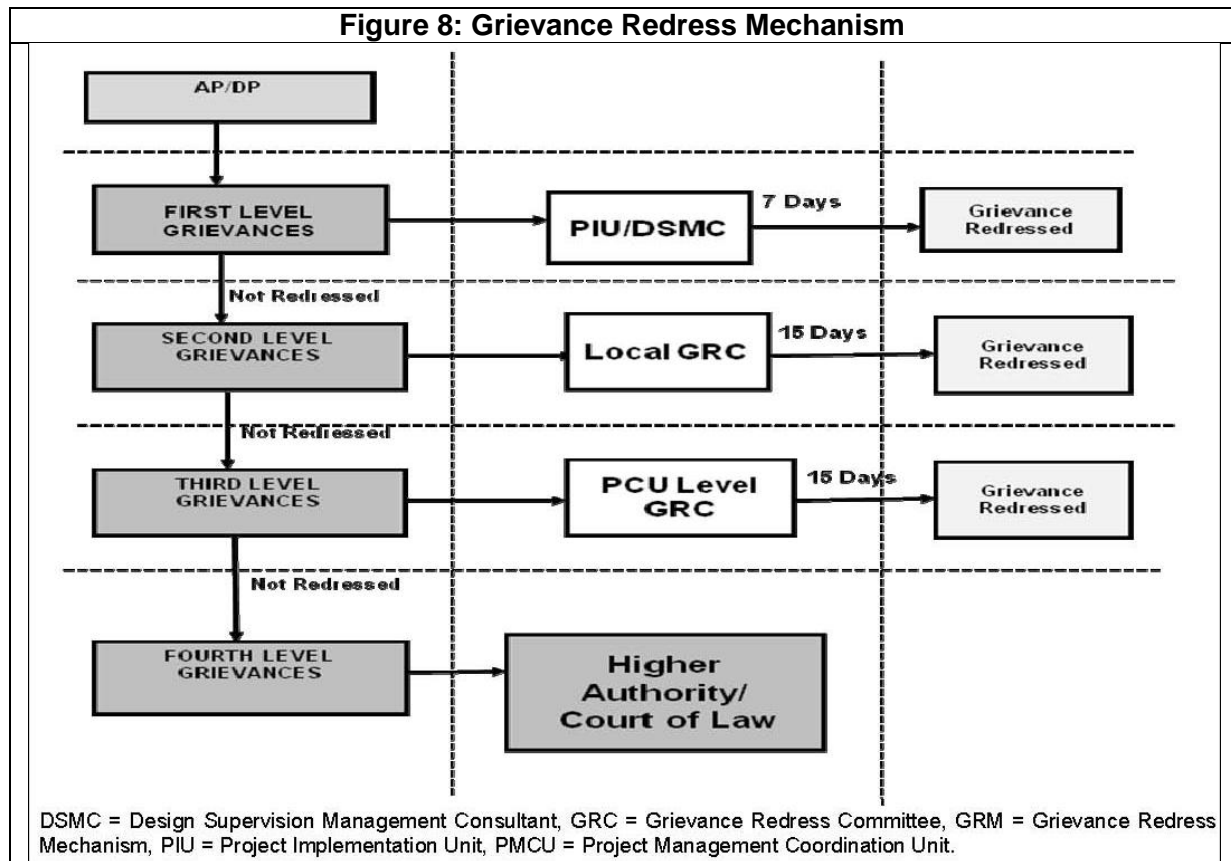 Figure 8: Grievance Redress Mechanism
AP/DP
FIRST LEVEL
GRIEVANCES
PIU/DSMC
7 Days
Grievance
Redressed
Not Redressed
SECOND LEVEL
GRIEVANCES
Local GRC
15 Days
Grievance
Redressed
Not Redressed
THIRD LEVEL
GRIEVANCES
PCU Level
GRC
15 Days
Grievance
Redressed
Not Redressed
FOURTH LEVEL
GRIEVANCES
Higher
Authority/
Court of Law
DSMC = Design Supervision Management Consultant, GRC = Grievance Redress Committee, GRM = Grievance Redress
Mechanism, PIU = Project Implementation Unit, PMCU = Project Management Coordination Unit.